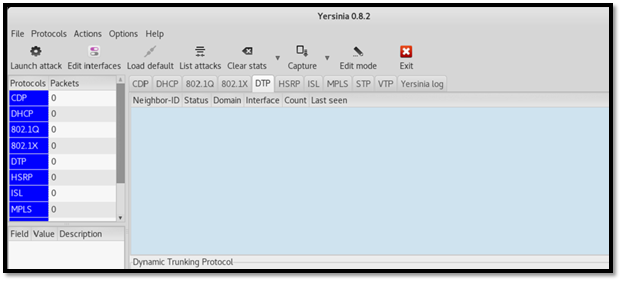 Yersinia 0.8.2
File Protocols Actions Options Help
Launch attack Edit interfaces Load default List attacks Clear stats Capture Edit mode Exit
Protocols Packets
CDP 0
DHCP 0
802.1Q 0
802.1X 0
DTP 0
HSRP 0
ISL 0
MPLS 0
Field Value Description
CDP DHCP 802.1Q 802.1X DTP HSRP ISL MPLS STP VTP Yersinia log
Neighbor-ID Status Domain Interface Count Last seen
Dynamic Trunking Protocol